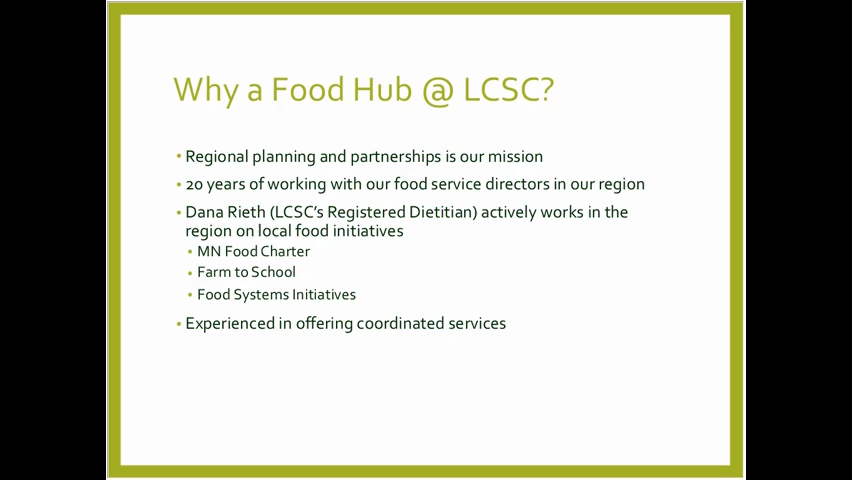 Why a Food Hub @ LCSC?
• Regional planning and partnerships is our mission
• 20 years of working with our food service directors in our region
• Dana Rieth (LCSC's Registered Dietitian) actively works in the
region on local food initiatives
• MN Food Charter
• Farm to School
• Food Systems Initiatives
• Experienced in offering coordinated services